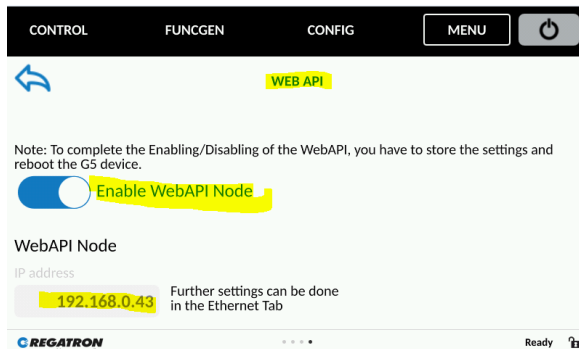 CONTROL FUNCGEN CONFIG MENU
WEB API
Note: To complete the Enabling/Disabling of the WebAPI, you have to store the settings and
reboot the G5 device.
Enable WebAPI Node
WebAPI Node
IP address
192.168.0.43
Further settings can be done
in the Ethernet Tab
REGATRON Ready